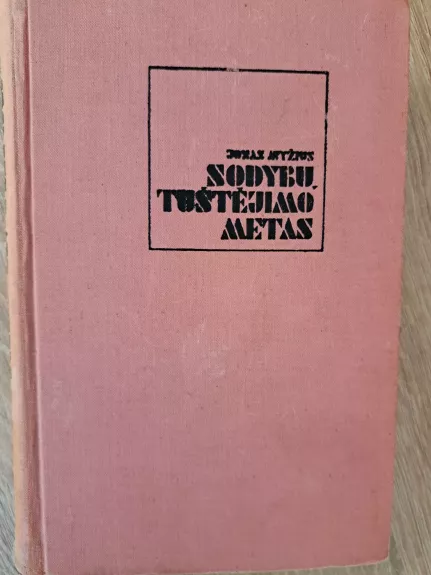 JONAS AVYŽIUS
SODYBŲ
TUŠTĖJIMO
METAS